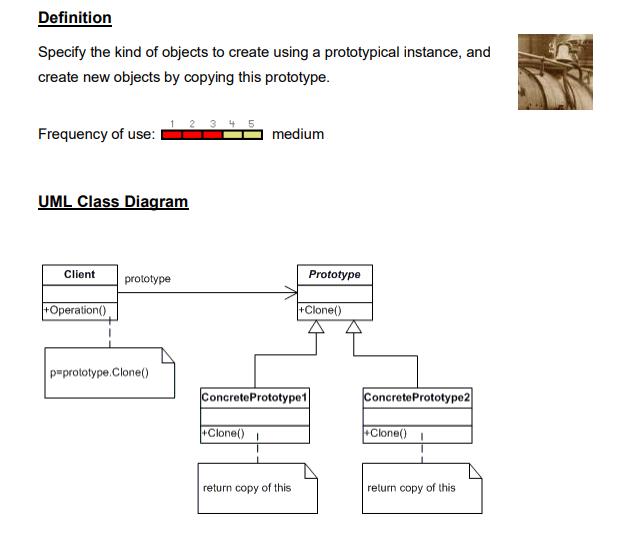 Definition
Specify the kind of objects to create using a prototypical instance, and
create new objects by copying this prototype.
1 2 3 4 5
Frequency of use: medium
UML Class Diagram
Client
prototype
Prototype
+Operation()
+Clone()
p=prototype.Clone()
ConcretePrototype1
ConcretePrototype2
+Clone()
+Clone()
return copy of this
return copy of this